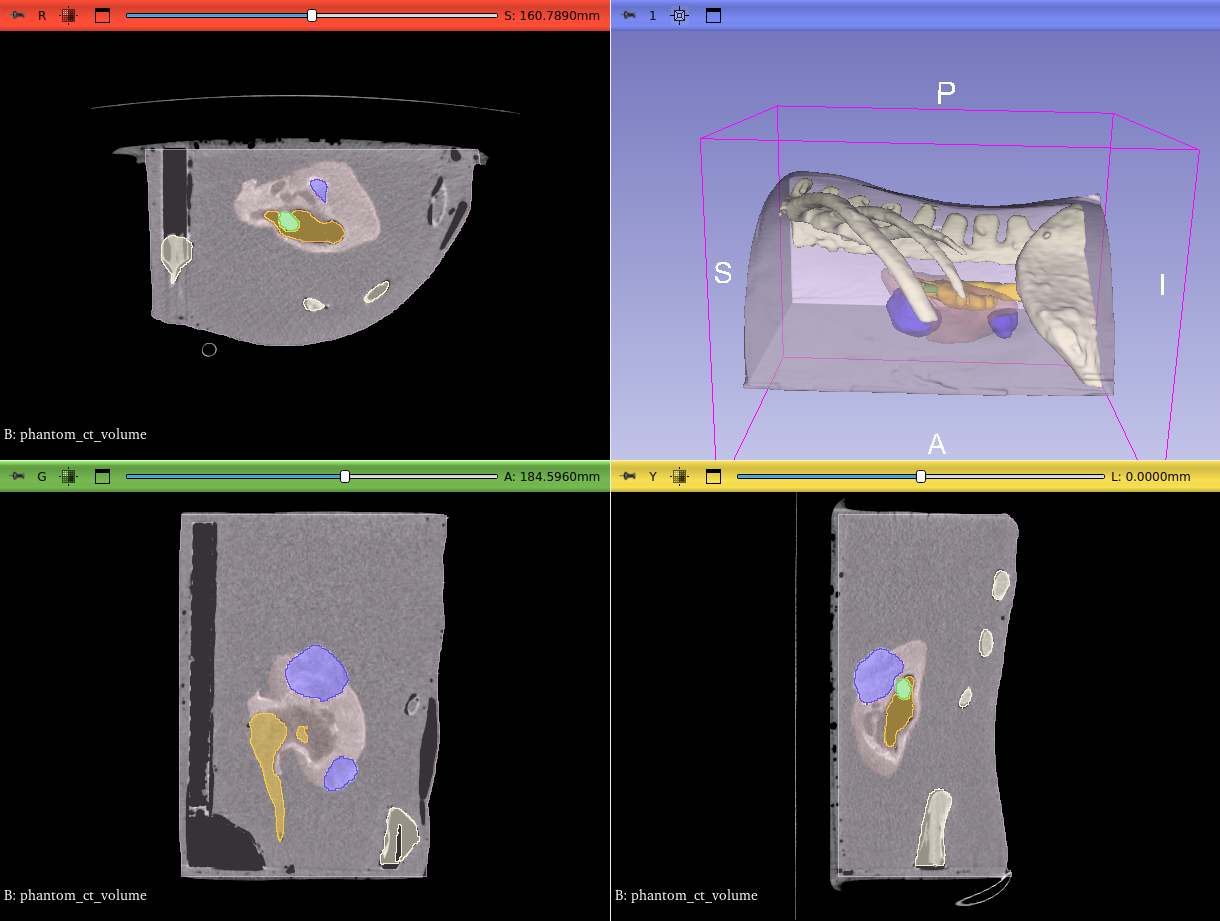 R S: 160.7890mm
1
P
S
I
A
B: phantom_ct_volume
G A: 184.5960mm
Y L: 0.0000mm
B: phantom_ct_volume
B: phantom_ct_volume